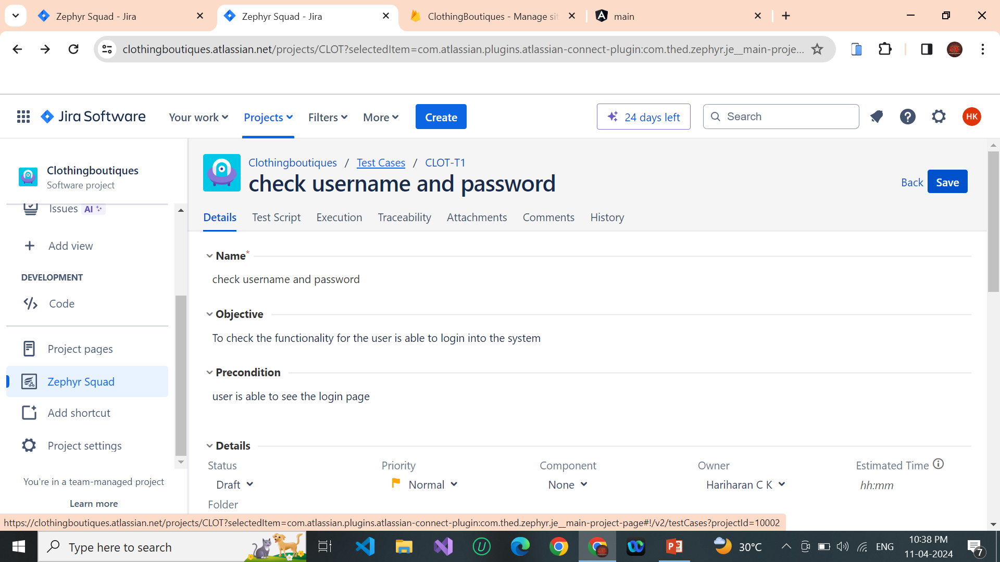 Zephyr Squad - Jira
Zephyr Squad - Jira
ClothingBoutiques - Manage sit
main
clothingboutiques.atlassian.net/projects/CLOT?selectedItem=com.atlassian.plugins.atlassian-connect-plugin:com.thed.zephyr.je__main-proje...
Jira Software
Your work
Projects
Filters
More
Create
24 days left
Search
HK
Clothingboutiques
Software project
Issues AI
Add view
DEVELOPMENT
Code
Project pages
Zephyr Squad
Add shortcut
Project settings
You're in a team-managed project
Learn more
Clothingboutiques / Test Cases / CLOT-T1
check username and password
Back
Save
Details
Test Script
Execution
Traceability
Attachments
Comments
History
Name*
check username and password
Objective
To check the functionality for the user is able to login into the system
Precondition
user is able to see the login page
Details
Status
Priority
Component
Owner
Estimated Time
Draft
Normal
None
Hariharan C K
hh:mm
Folder
https://clothingboutiques.atlassian.net/projects/CLOT?selectedItem=com.atlassian.plugins.atlassian-connect-plugin:com.thed.zephyr.je__main-project-page#!/v2/testCases?projectId=10002
Type here to search
30°C
ENG
10:38 PM
11-04-2024
7